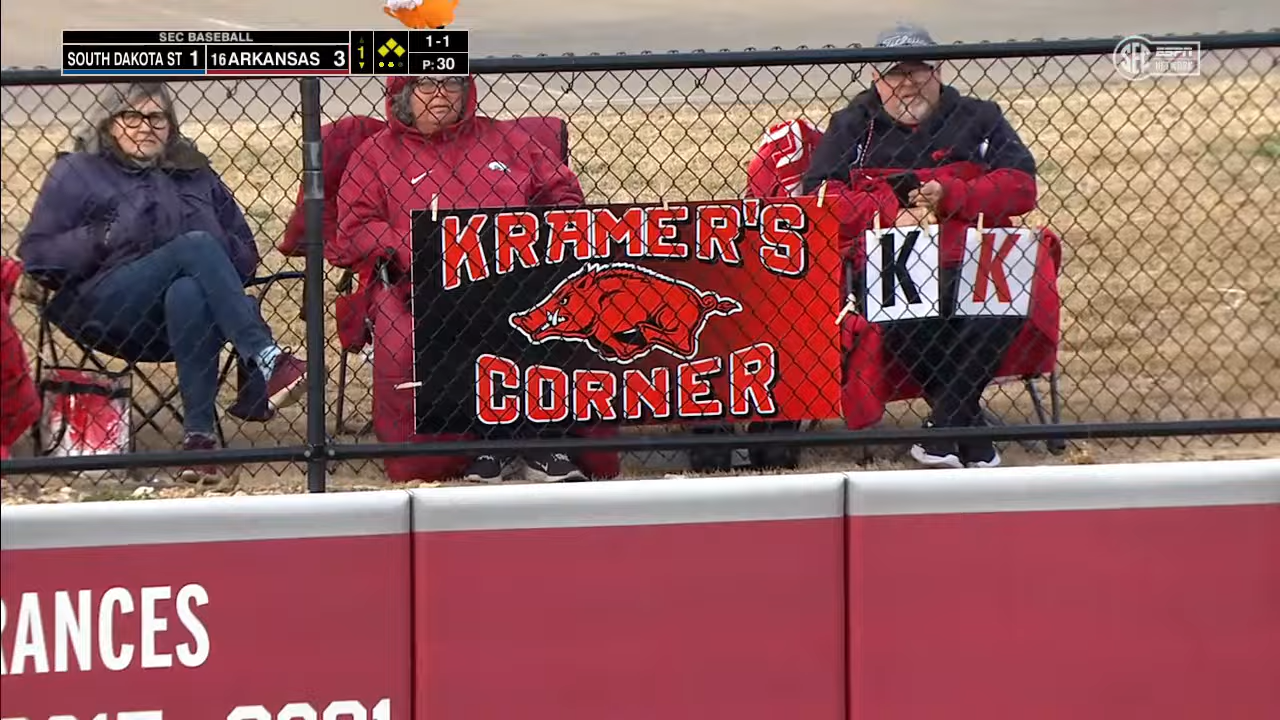 SEC BASEBALL
SOUTH DAKOTA ST 1 16 ARKANSAS 3 1 1-1
P: 30
SEC ESPN NETWORK
Titleist
KRAMER'S
CORNER
K K
RANCES